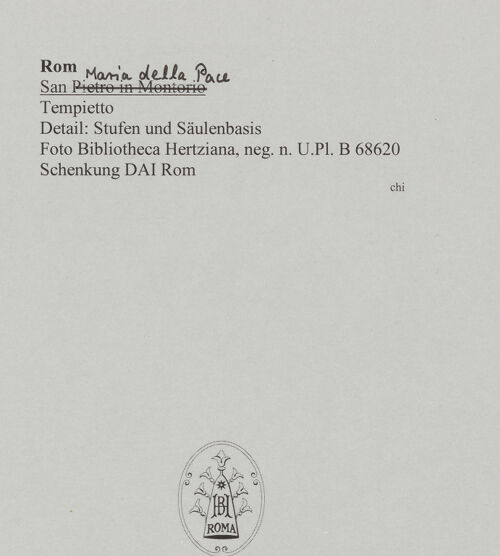 Rom Maria della Pace
San Pietro in Montorio
Tempietto
Detail: Stufen und Säulenbasis
Foto Bibliotheca Hertziana, neg. n. U.Pl. B 68620
Schenkung DAI Rom
chi
BH
ROMA